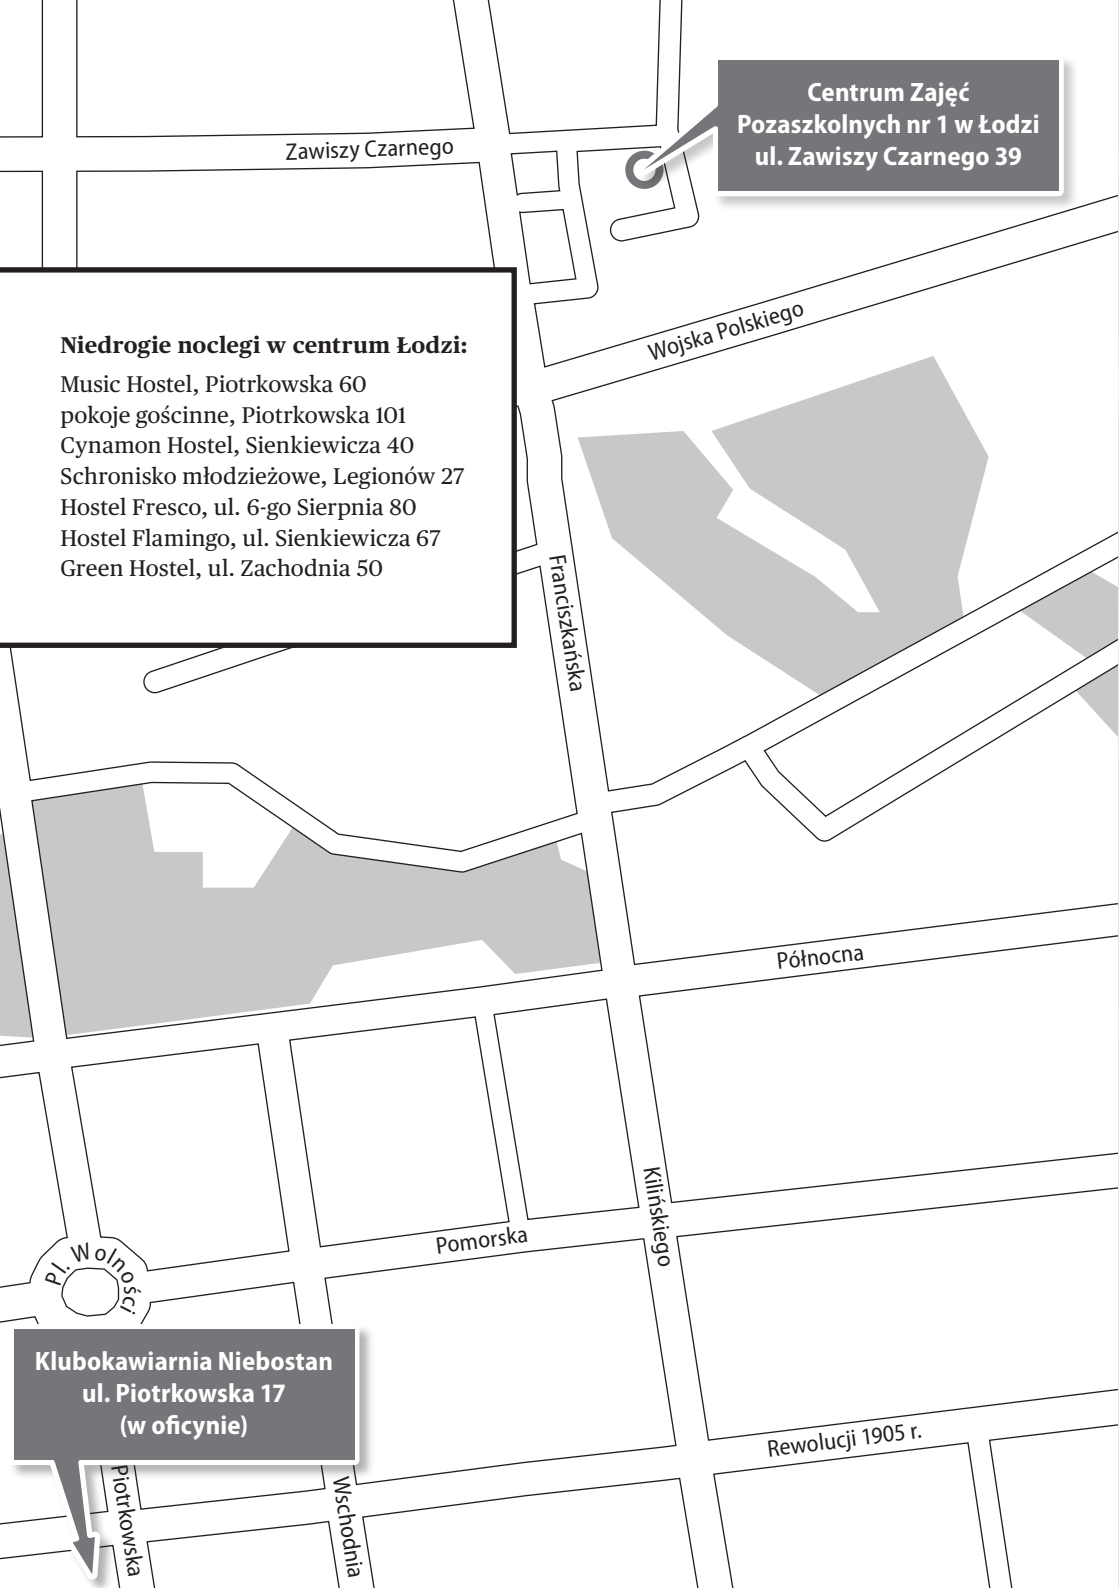 Centrum Zajęć
Pozaszkolnych nr 1 w Łodzi
ul. Zawiszy Czarnego 39
Zawiszy Czarnego
Wojska Polskiego
Niedrogie noclegi w centrum Łodzi:
Music Hostel, Piotrkowska 60
pokoje gościnne, Piotrkowska 101
Cynamon Hostel, Sienkiewicza 40
Schronisko młodzieżowe, Legionów 27
Hostel Fresco, ul. 6-go Sierpnia 80
Hostel Flamingo, ul. Sienkiewicza 67
Green Hostel, ul. Zachodnia 50
Franciszkańska
Północna
Kilińskiego
Pomorska
Pl. Wolności
Klubokawiarnia Niebostan
ul. Piotrkowska 17
(w oficynie)
Rewolucji 1905 r.
Piotrkowska
Wschodnia